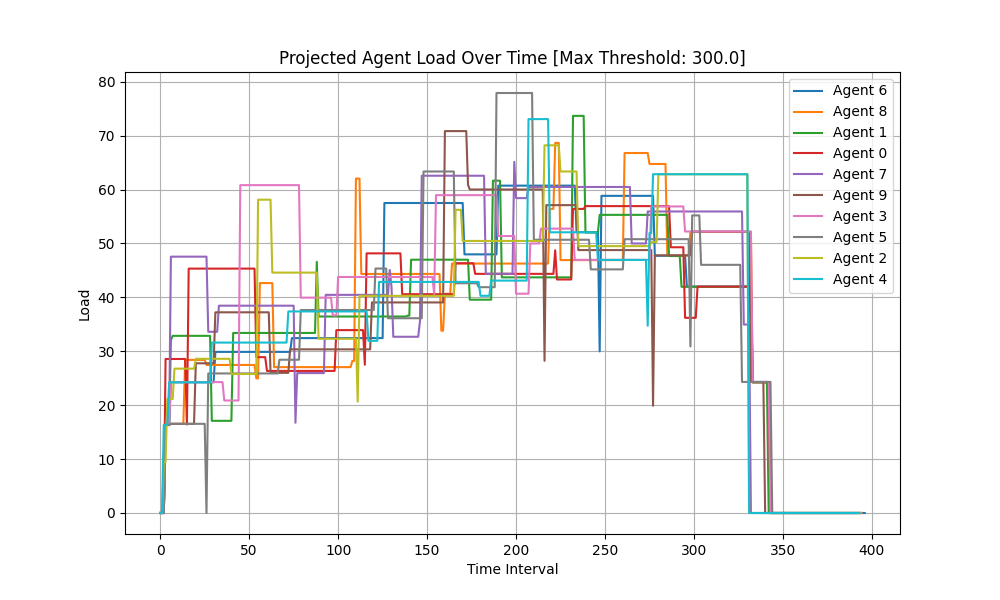 Projected Agent Load Over Time [Max Threshold: 300.0]
Load
80
70
60
50
40
30
20
10
0
0 50 100 150 200 250 300 350 400
Time Interval
Agent 6
Agent 8
Agent 1
Agent 0
Agent 7
Agent 9
Agent 3
Agent 5
Agent 2
Agent 4